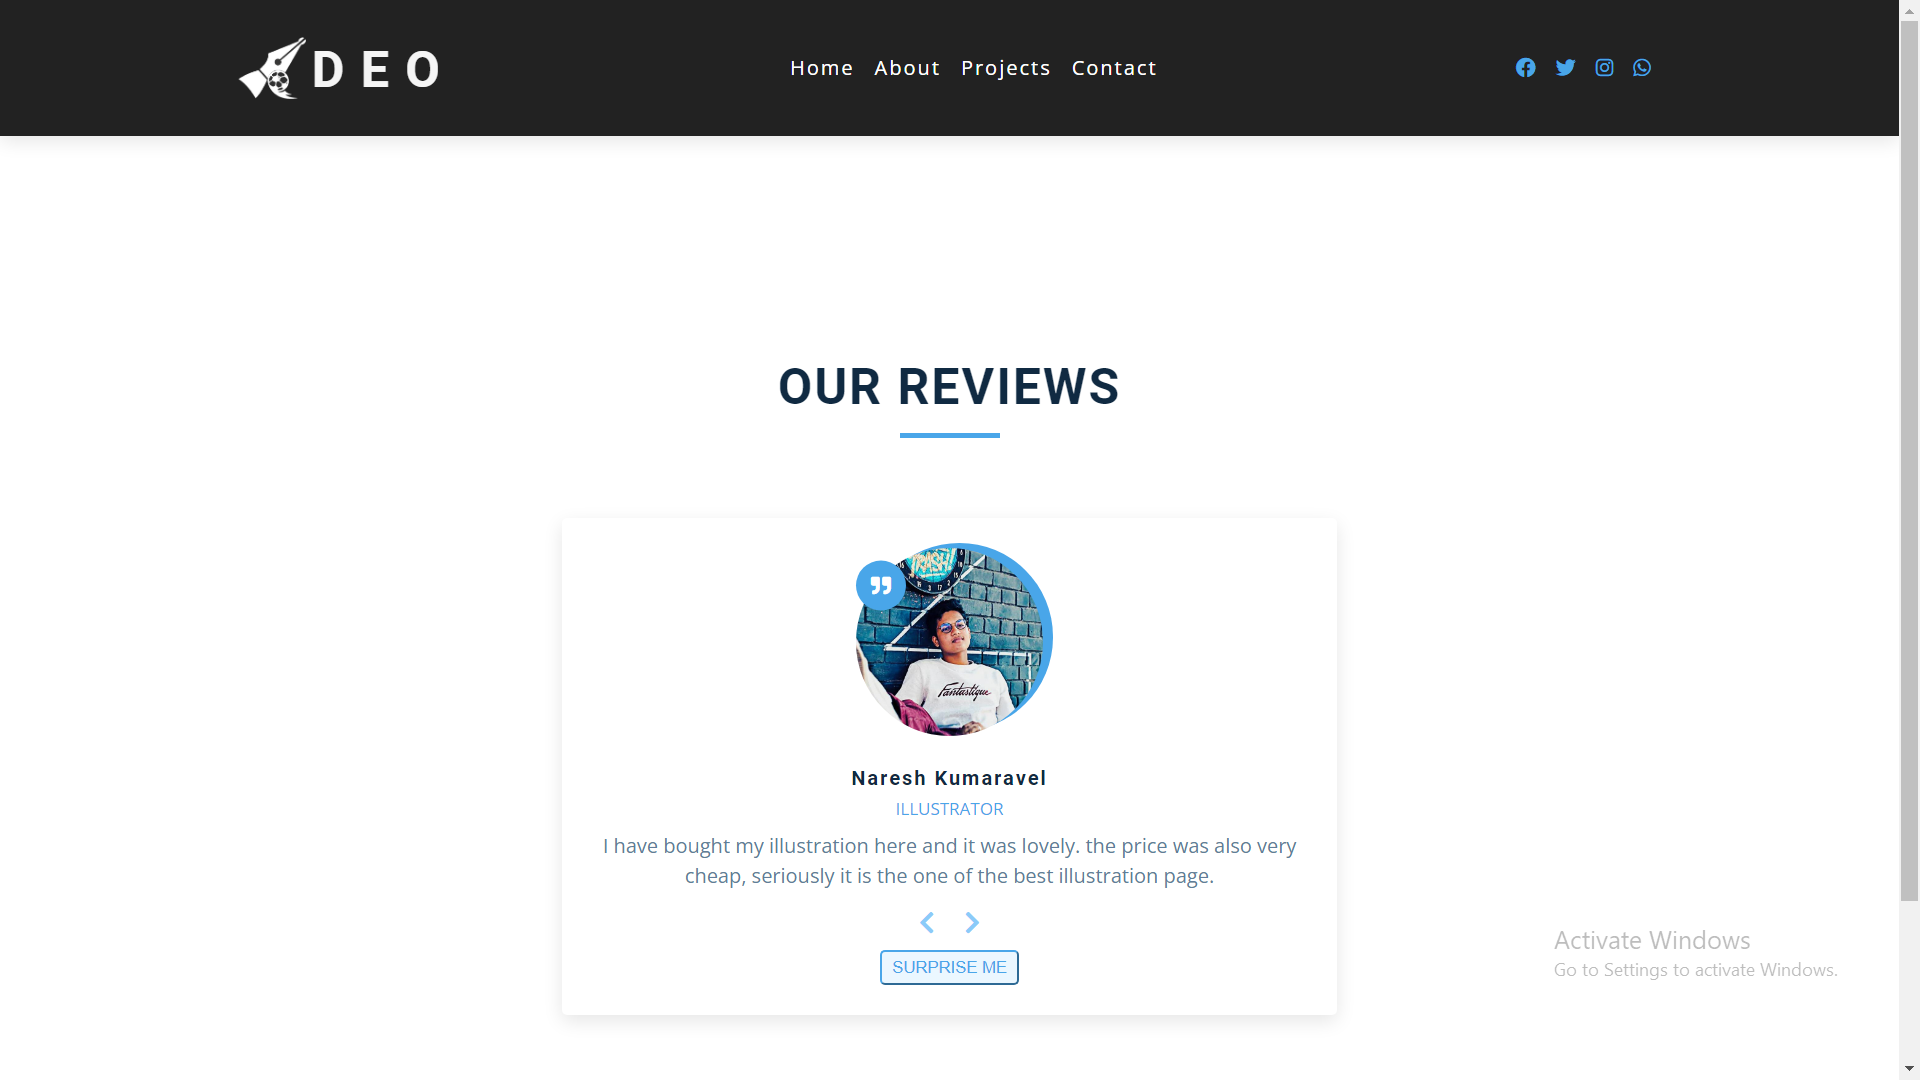 DEO
Home About Projects Contact
OUR REVIEWS
TRASH!
Fantastique
Naresh Kumaravel
ILLUSTRATOR
I have bought my illustration here and it was lovely. the price was also very
cheap, seriously it is the one of the best illustration page.
SURPRISE ME
Activate Windows
Go to Settings to activate Windows.